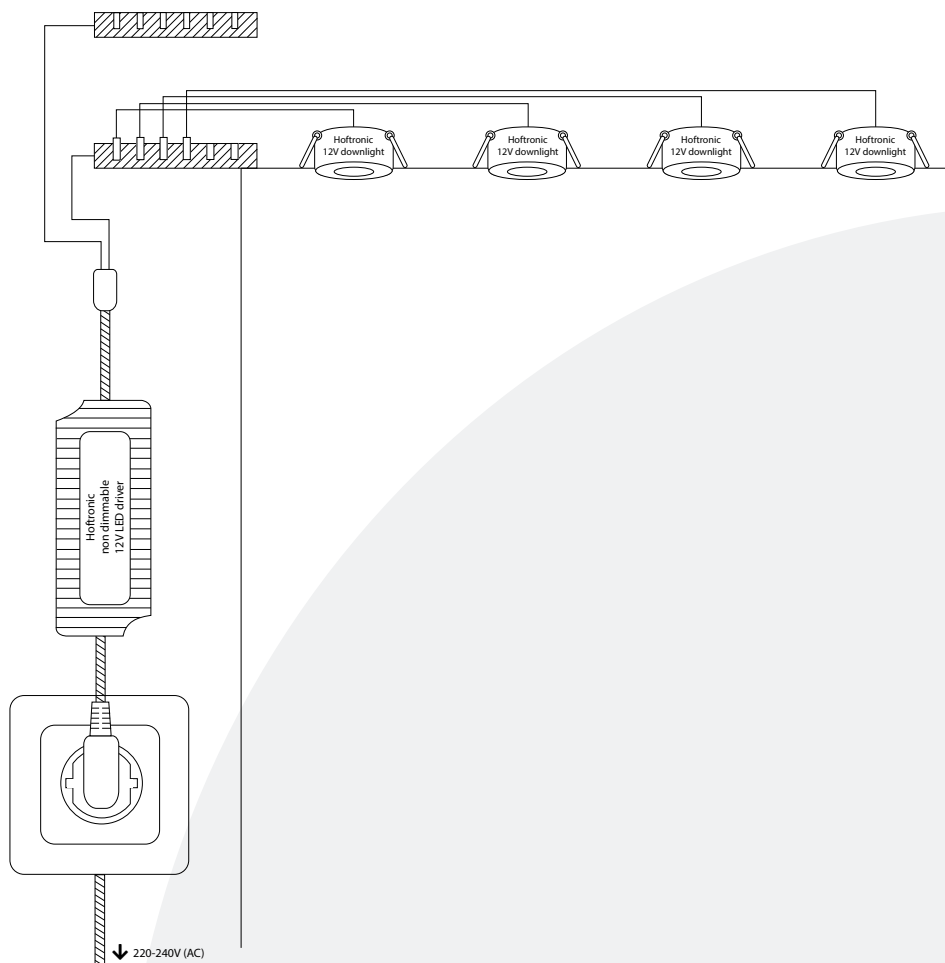 Hoftronic
12V downlight
Hoftronic
12V downlight
Hoftronic
12V downlight
Hoftronic
12V downlight
Hoftronic
non dimmable
12V LED driver
220-240V (AC)